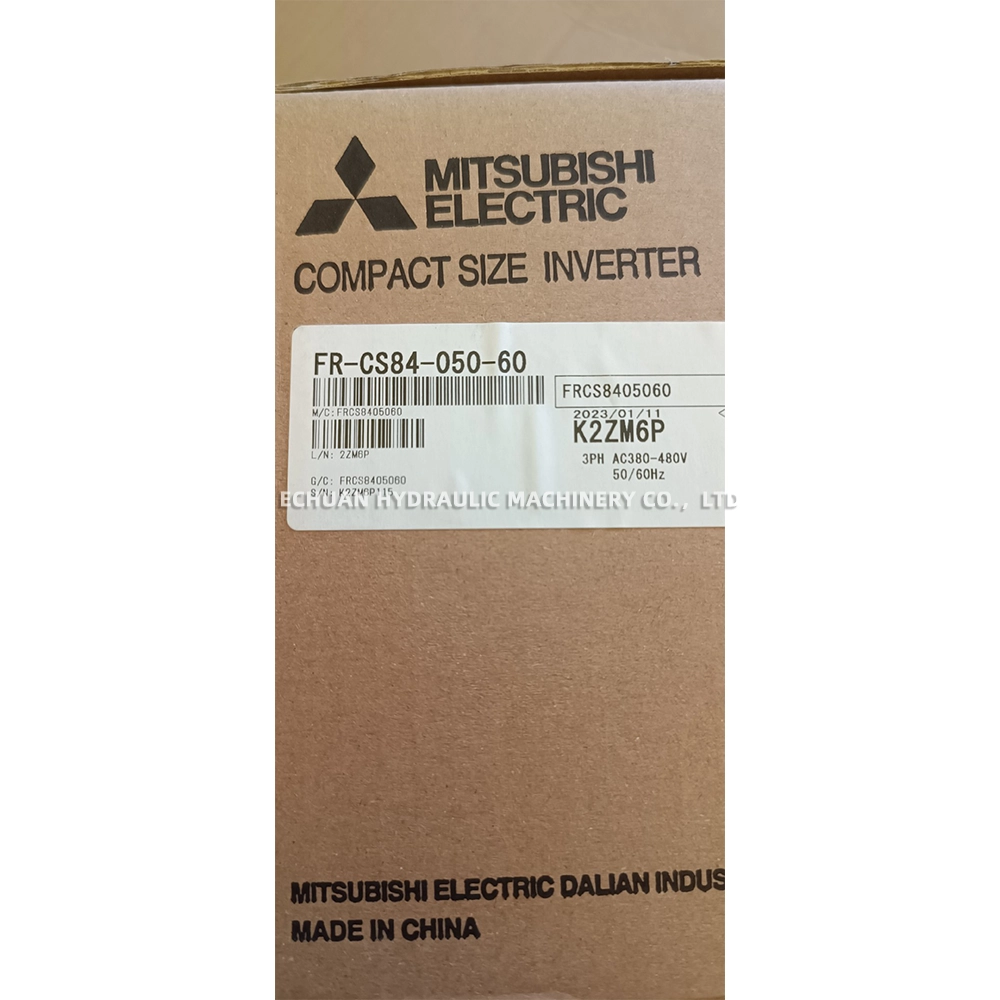 MITSUBISHI
ELECTRIC
COMPACT SIZE INVERTER
FR-CS84-050-60
FRCS8405060
M/C: FRCS8405060
2023/01/11
K2ZM6P
L/N: 2ZM6P
3PH AC380-480V
50/60Hz
G/C: FRCS8405060
S/N: K2ZM6P115
ECHUAN HYDRAULIC MACHINERY CO., LTD
MITSUBISHI ELECTRIC DALIAN INDUS
MADE IN CHINA